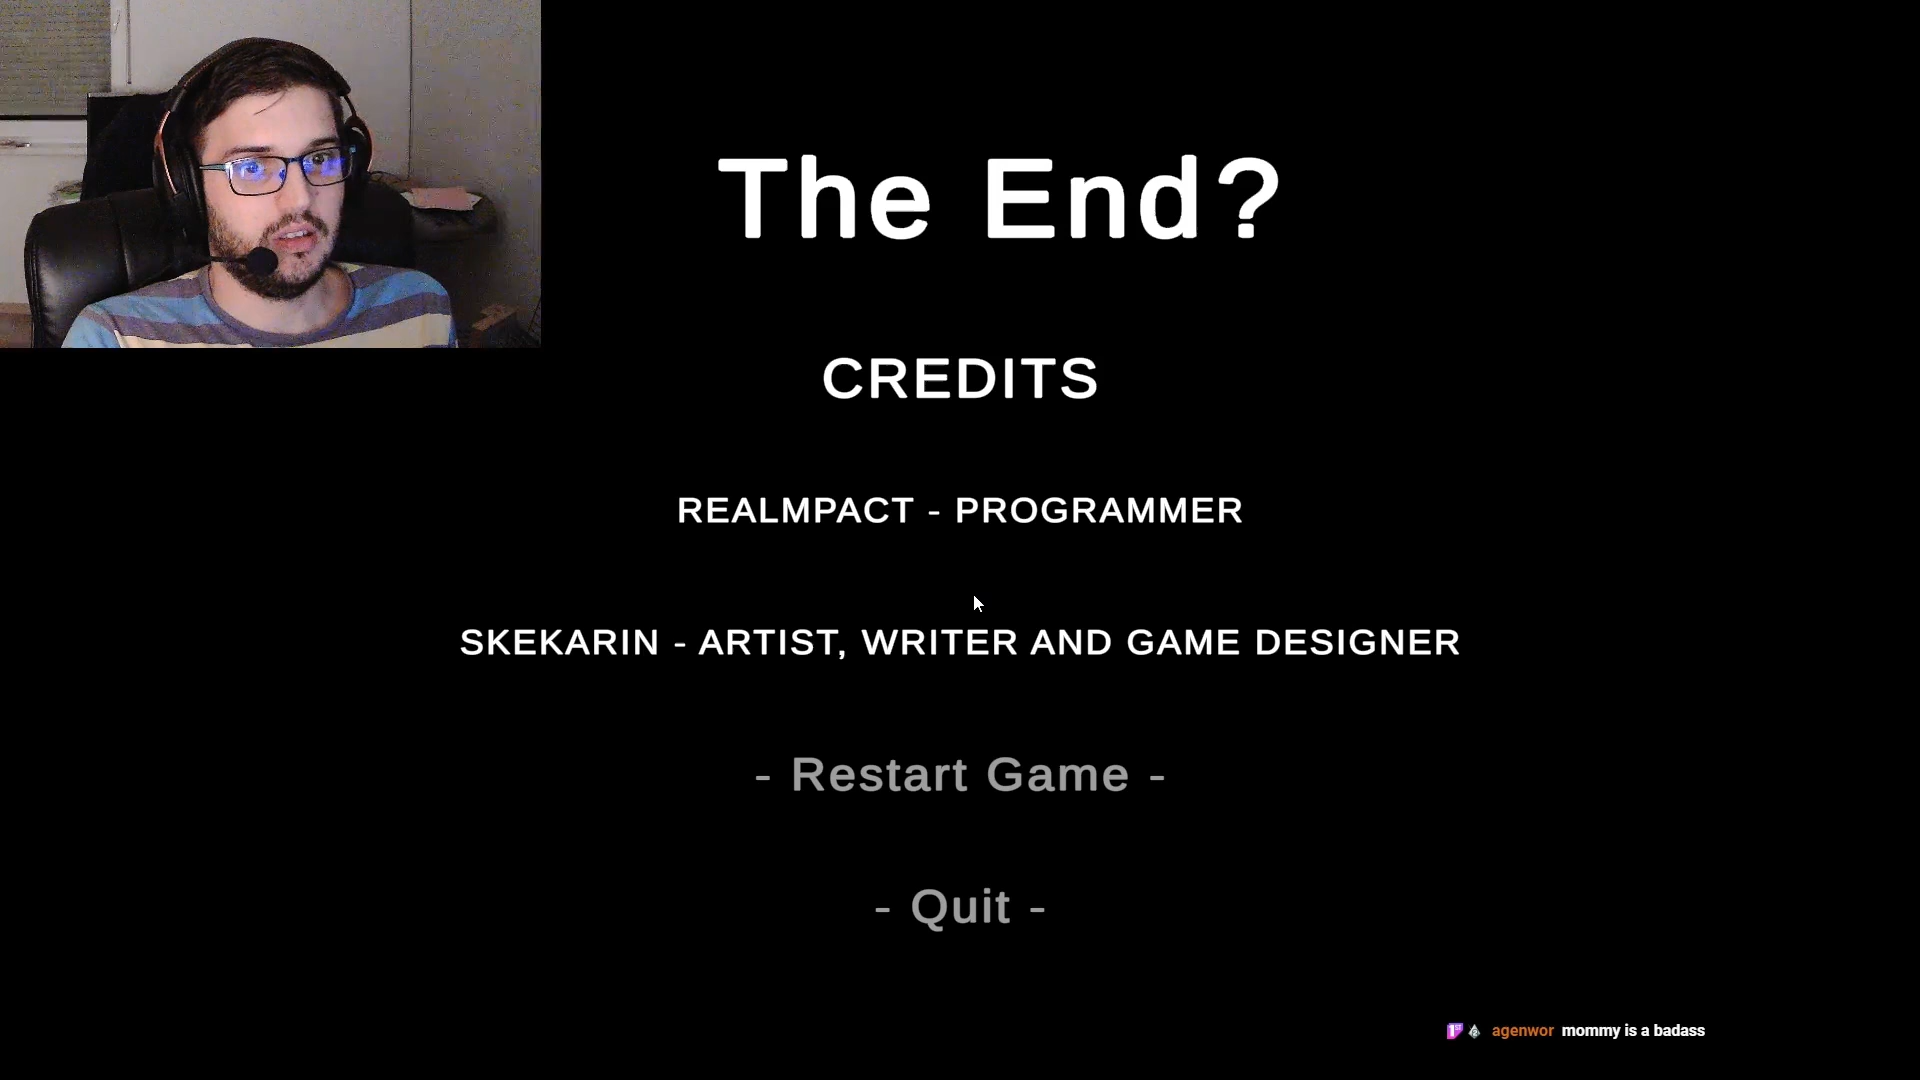 The End?
CREDITS
REALMPACT - PROGRAMMER
SKEKARIN - ARTIST, WRITER AND GAME DESIGNER
- Restart Game -
- Quit -
agenwor mommy is a badass